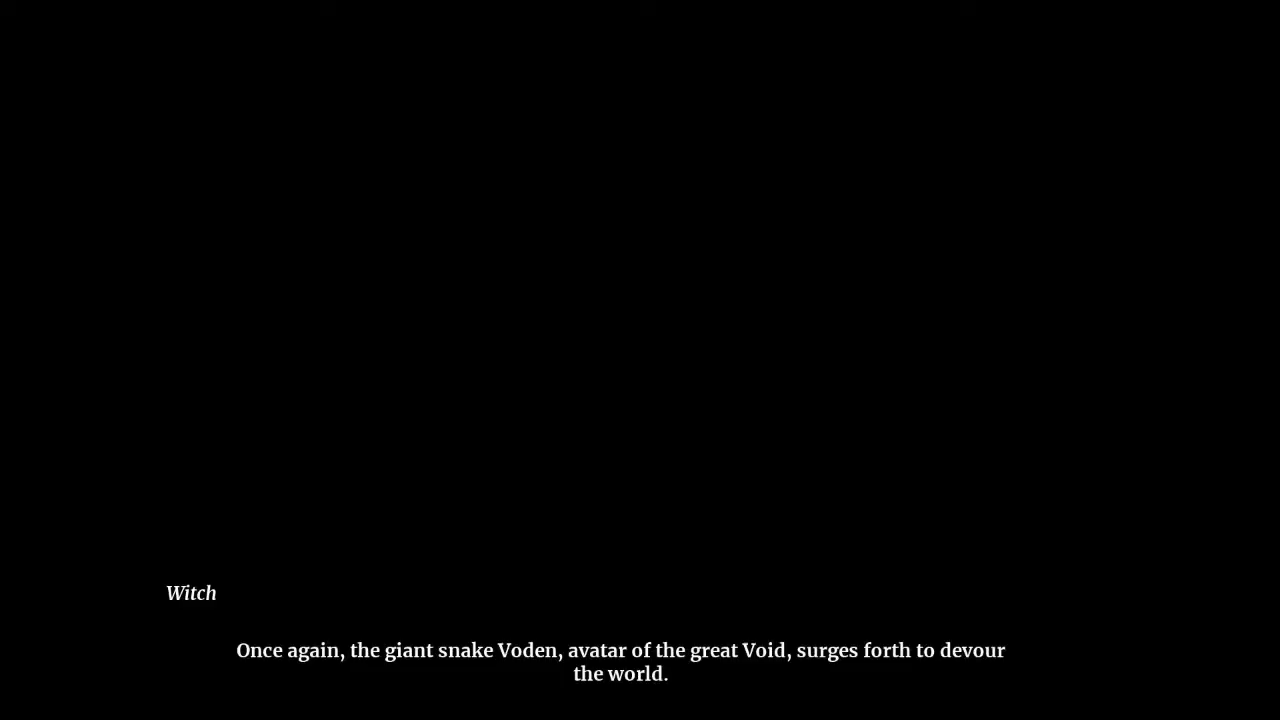 Witch
Once again, the giant snake Voden, avatar of the great Void, surges forth to devour
the world.